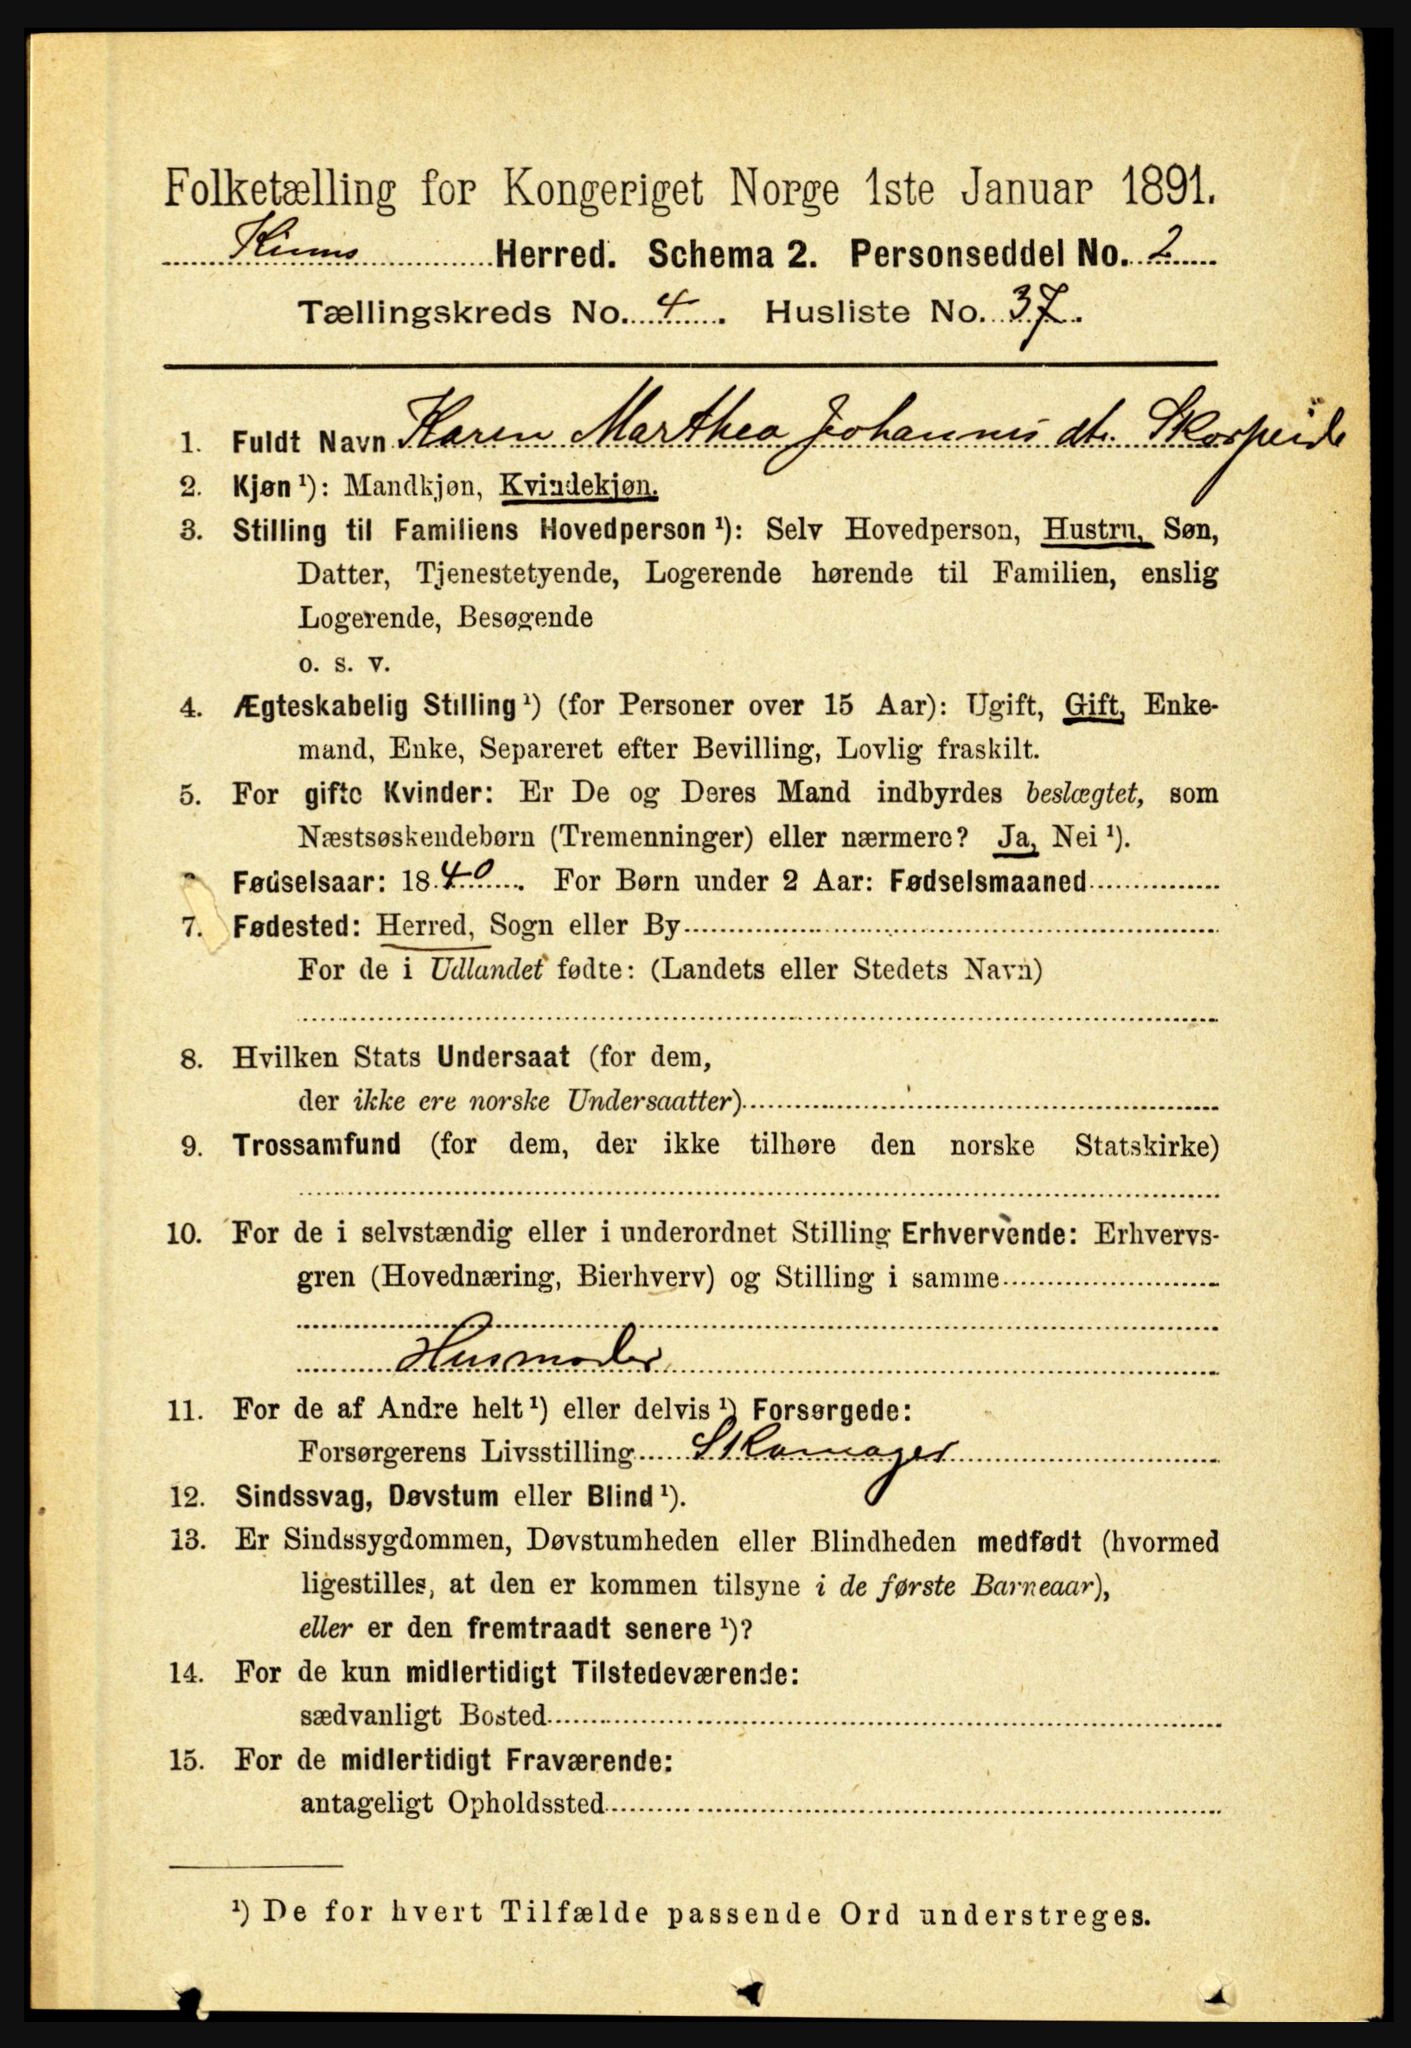 Folketælling for Kongeriget Norge 1ste Januar 1891.
Kinns Herred. Schema 2. Personseddel No. 2
Tællingskreds No. 4. Husliste No. 37.
1. Fuldt Navn Karen Marthea Johannes dtr. Skorpeide
2. Kjøn ¹): Mandkjøn, Kvindekjøn.
3. Stilling til Familiens Hovedperson ¹): Selv Hovedperson, Hustru, Søn,
Datter, Tjenestetyende, Logerende hørende til Familien, enslig
Logerende, Besøgende
o. s. v.
4. Ægteskabelig Stilling ¹) (for Personer over 15 Aar): Ugift, Gift, Enke-
mand, Enke, Separeret efter Bevilling, Lovlig fraskilt.
5. For gifte Kvinder: Er De og Deres Mand indbyrdes beslægtet, som
Næstsøskendebørn (Tremenninger) eller nærmere? Ja, Nei ¹).
Fødselsaar: 1840. For Børn under 2 Aar: Fødselsmaaned
7. Fødested: Herred, Sogn eller By
For de i Udlandet fødte: (Landets eller Stedets Navn)
8. Hvilken Stats Undersaat (for dem,
der ikke ere norske Undersaatter)
9. Trossamfund (for dem, der ikke tilhøre den norske Statskirke)
10. For de i selvstændig eller i underordnet Stilling Erhvervende: Erhvervs-
gren (Hovednæring, Bierhverv) og Stilling i samme
Husmoder
11. For de af Andre helt ¹) eller delvis ¹) Forsørgede:
Forsørgerens Livsstilling Skomager
12. Sindssvag, Døvstum eller Blind ¹).
13. Er Sindssygdommen, Døvstumheden eller Blindheden medfødt (hvormed
ligestilles, at den er kommen tilsyne i de første Barneaar),
eller er den fremtraadt senere ¹)?
14. For de kun midlertidigt Tilstedeværende:
sædvanligt Bosted
15. For de midlertidigt Fraværende:
antageligt Opholdssted
¹) De for hvert Tilfælde passende Ord understreges.